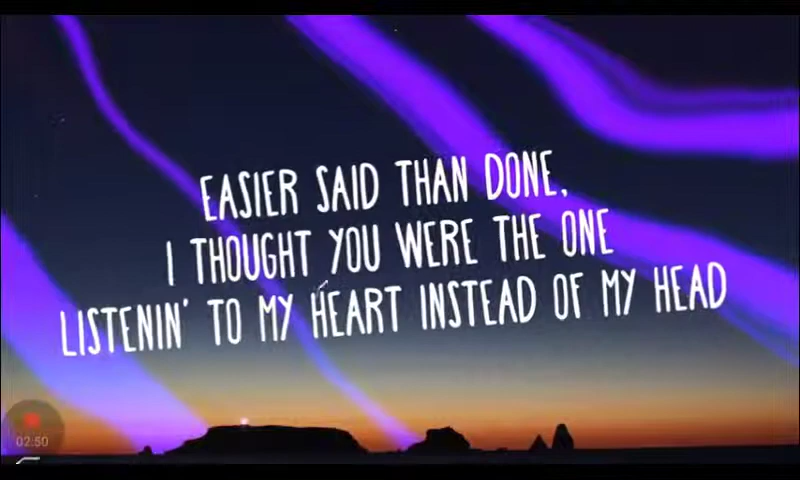 EASIER SAID THAN DONE,
I THOUGHT YOU WERE THE ONE
LISTENIN' TO MY HEART INSTEAD OF MY HEAD
02:50